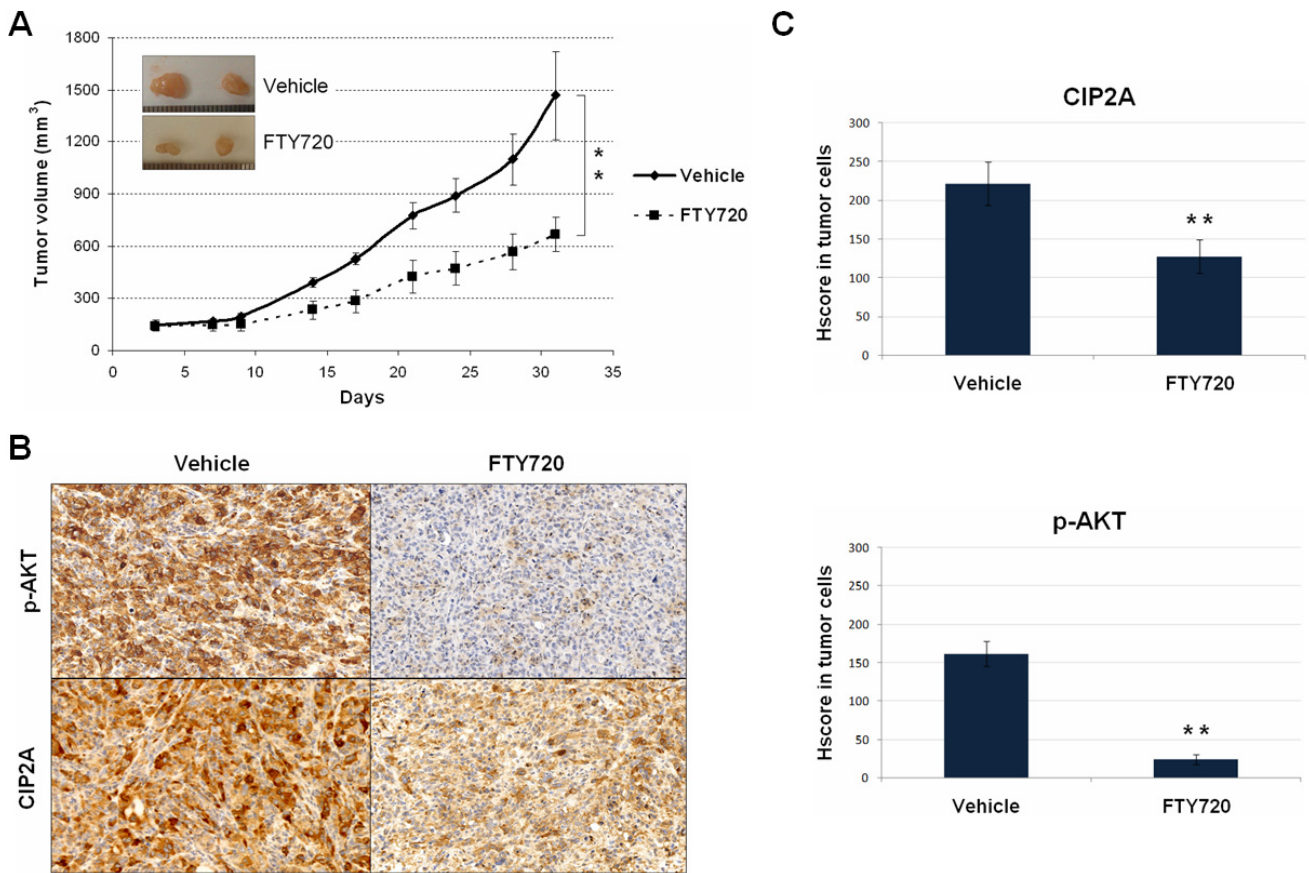 A
Tumor volume (mm³)
1800
1500
1200
900
600
300
0
0 5 10 15 20 25 30 35
Days
Vehicle
FTY720
**
Vehicle
FTY720
B
Vehicle FTY720
p-AKT
CIP2A
C
CIP2A
Hscore in tumor cells
300
250
200
150
100
50
0
**
Vehicle FTY720
p-AKT
Hscore in tumor cells
300
250
200
150
100
50
0
**
Vehicle FTY720